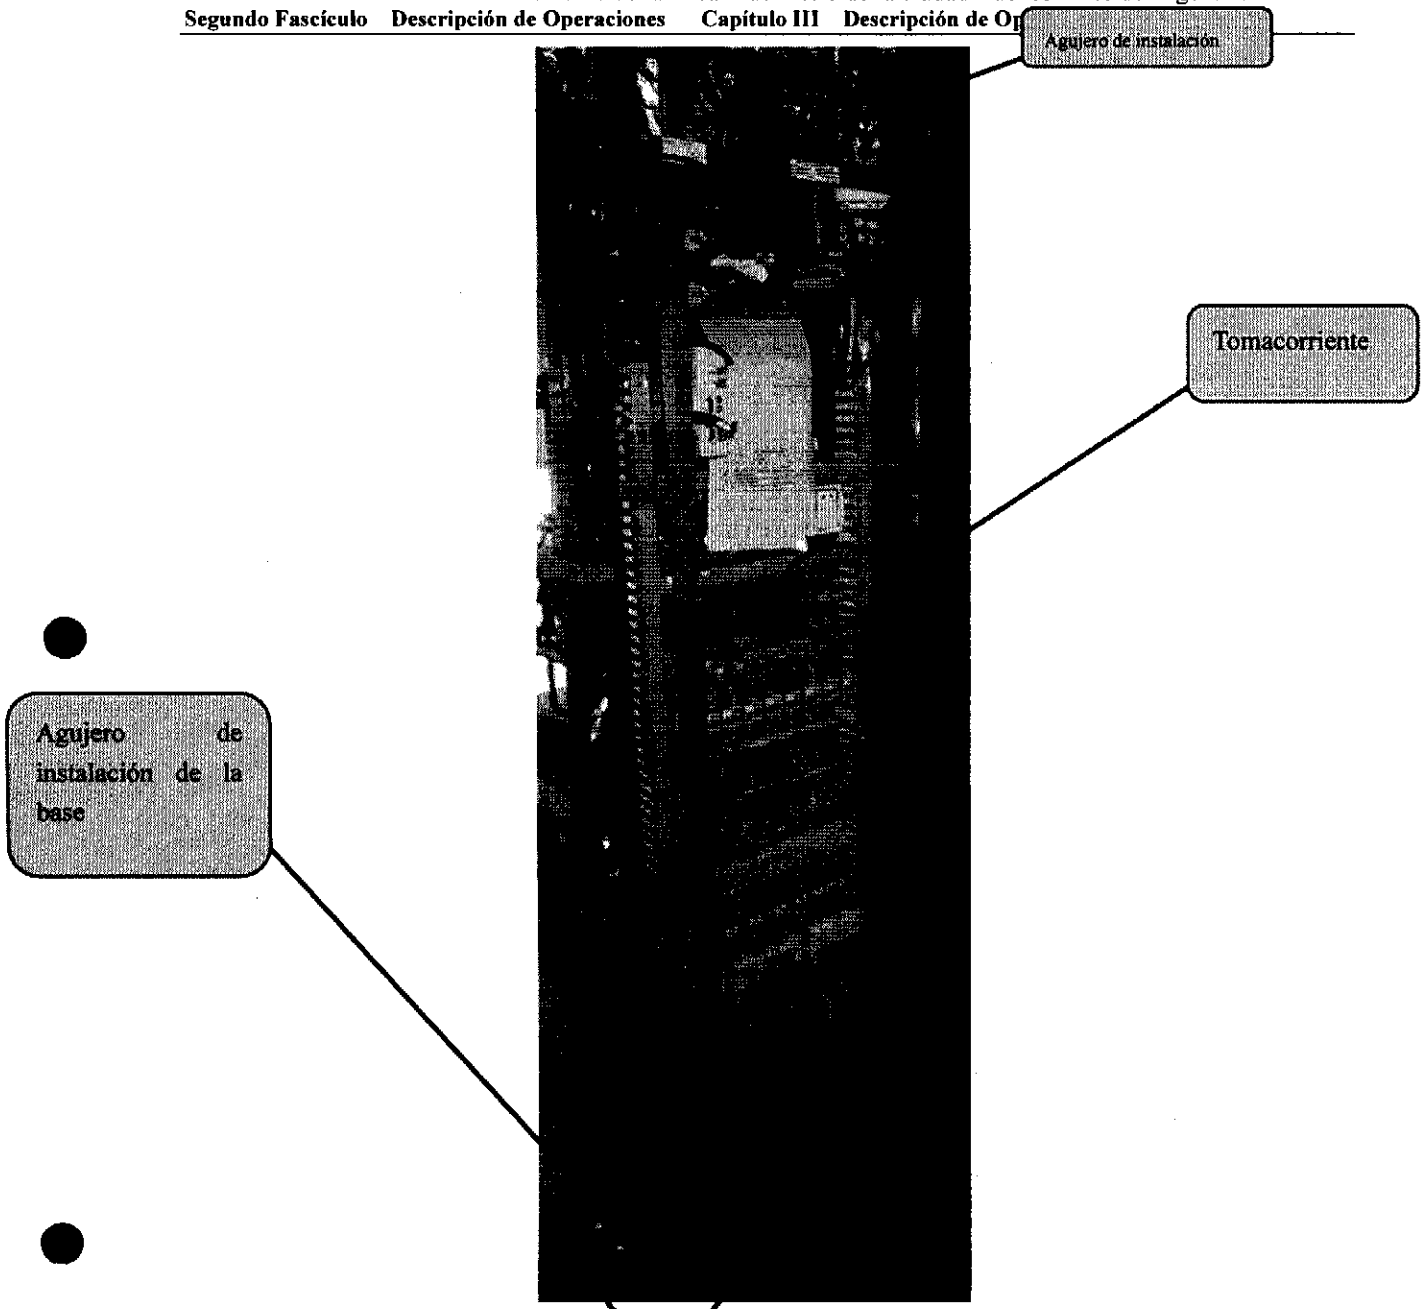 Segundo Fascículo Descripción de Operaciones Capítulo III Descripción de
Agujero de instalación
Tomacorriente
Agujero de
instalación de la
base